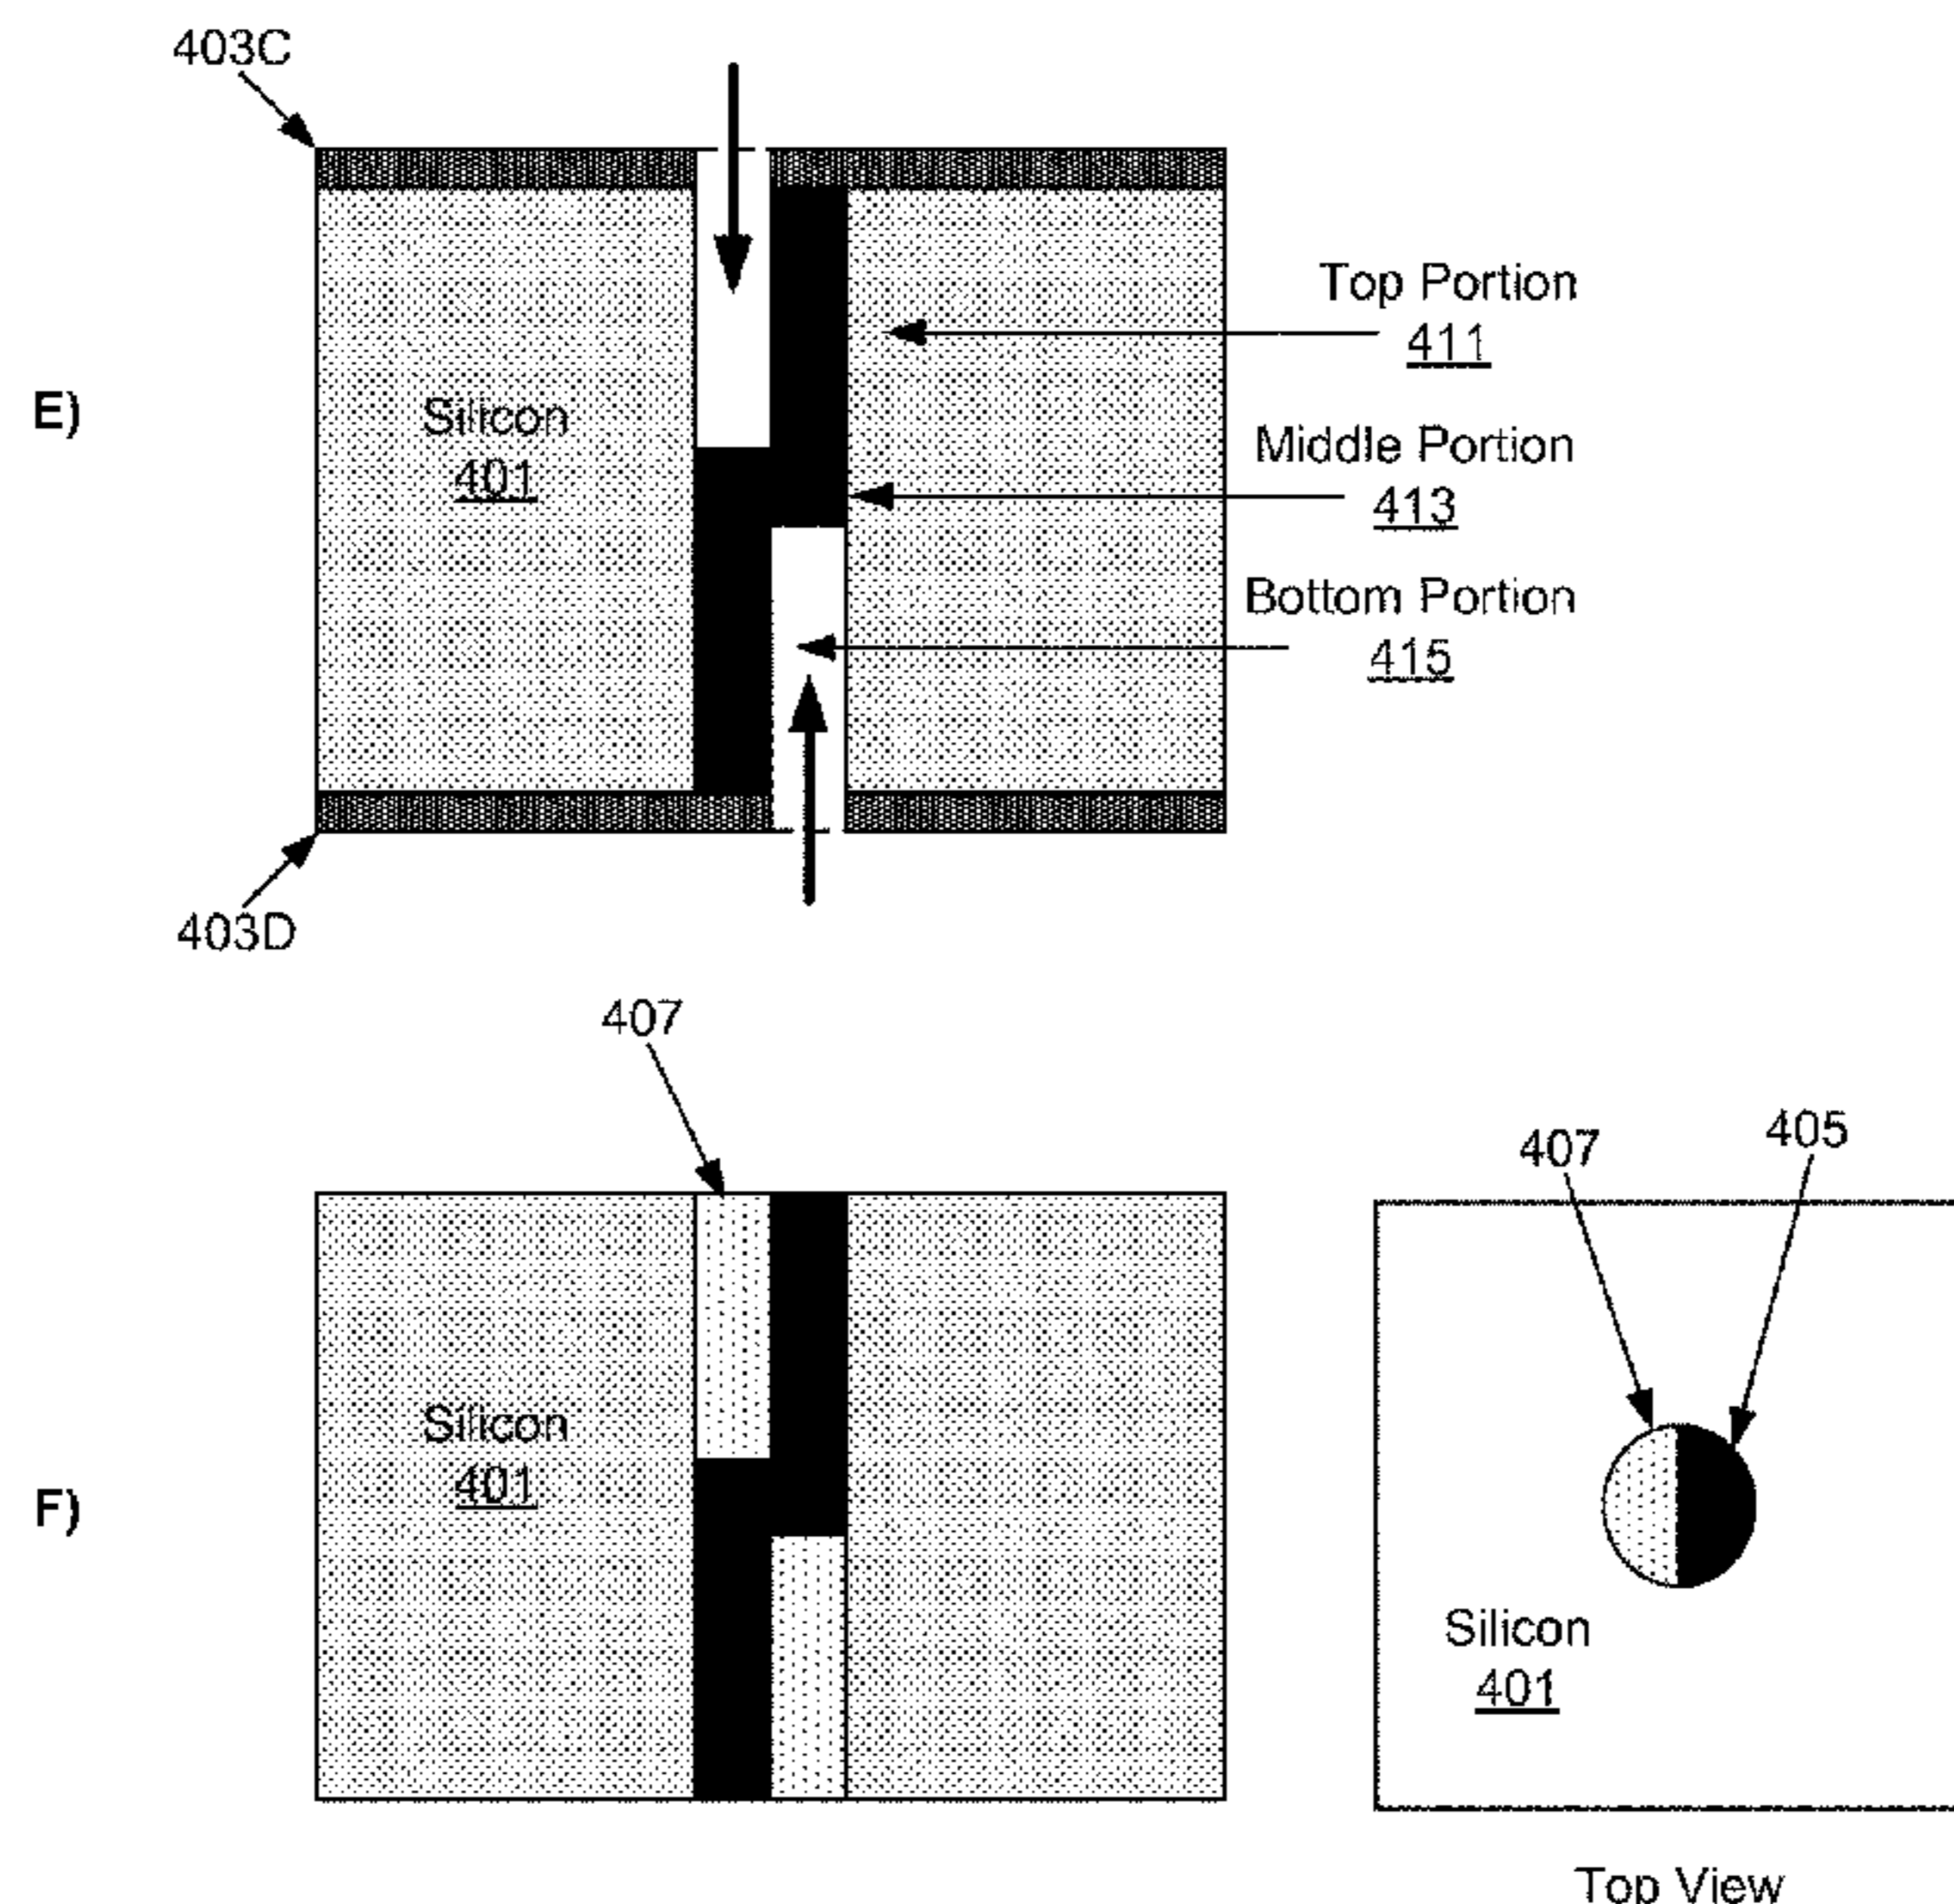 403C
Top Portion
411
E)
Silicon
401
Middle Portion
413
Bottom Portion
415
403D
407
407
405
Silicon
401
F)
Silicon
401
Top View